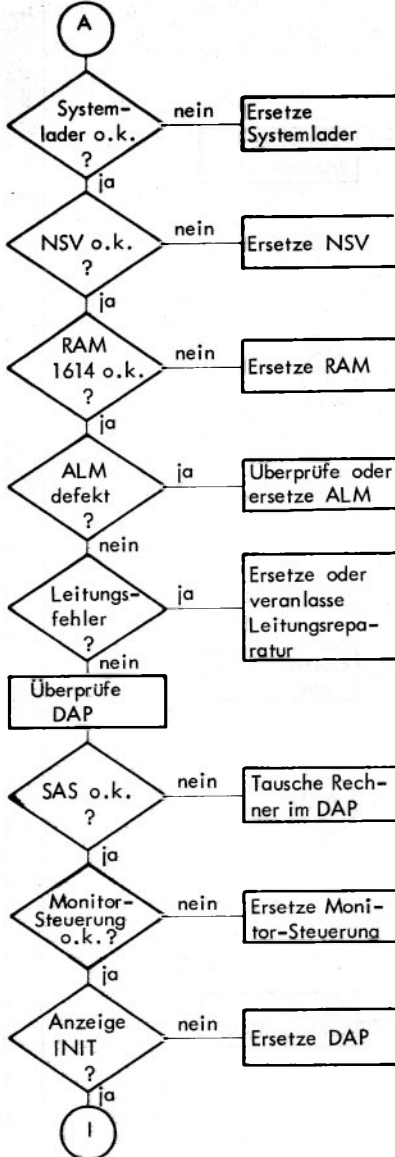 A
System-
lader o.k.
?
nein
Ersetze
Systemlader
ja
NSV o.k.
?
nein
Ersetze NSV
ja
RAM
1614 o.k.
?
nein
Ersetze RAM
ja
ALM
defekt
?
ja
Überprüfe oder
ersetze ALM
nein
Leitungs-
fehler
?
ja
Ersetze oder
veranlasse
Leitungsrepa-
ratur
nein
Überprüfe
DAP
SAS o.k.
?
nein
Tausche Rech-
ner im DAP
ja
Monitor-
Steuerung
o.k.?
nein
Ersetze Moni-
tor-Steuerung
ja
Anzeige
INIT
?
nein
Ersetze DAP
ja
I